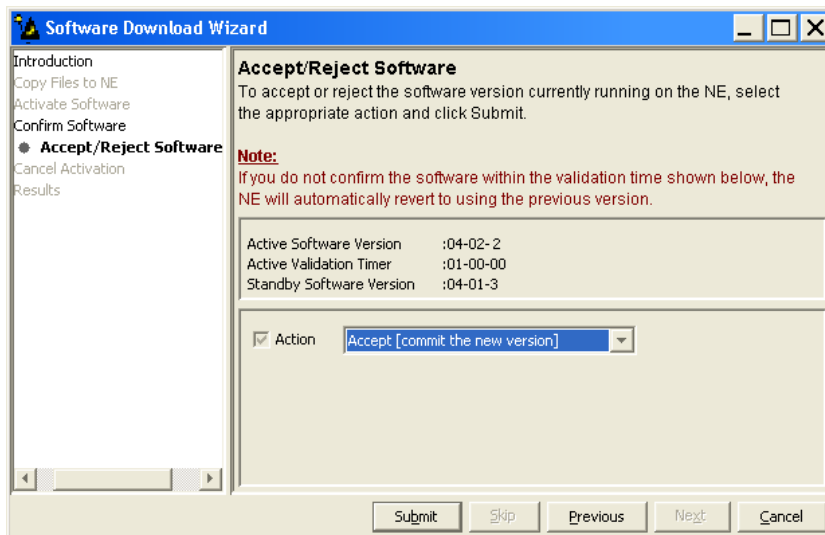 Software Download Wizard
Introduction
Copy Files to NE
Activate Software
Confirm Software
Accept/Reject Software
Cancel Activation
Results
Accept/Reject Software
To accept or reject the software version currently running on the NE, select
the appropriate action and click Submit.
Note:
If you do not confirm the software within the validation time shown below, the
NE will automatically revert to using the previous version.
Active Software Version :04-02-2
Active Validation Timer :01-00-00
Standby Software Version :04-01-3
Action Accept [commit the new version]
Submit Skip Previous Next Cancel